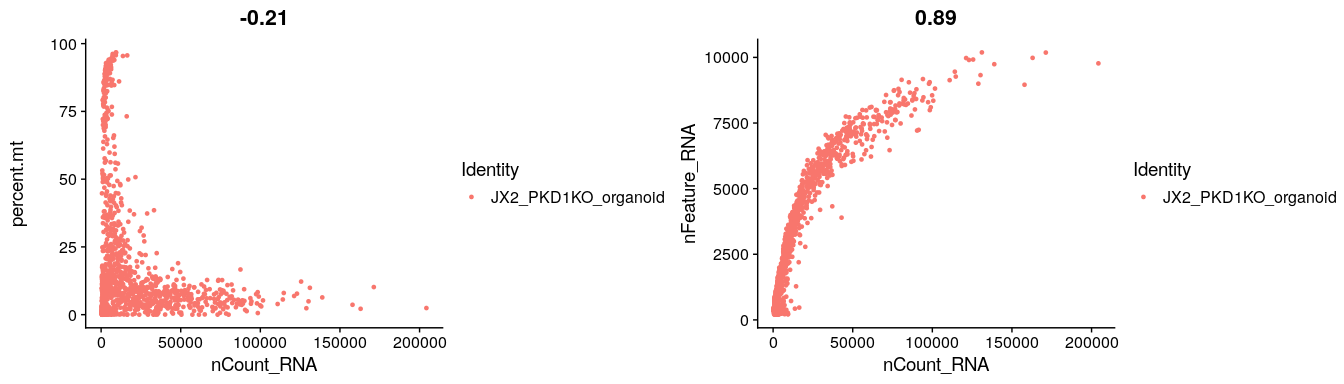 -0.21
100
75
50
25
0
percent.mt
0 50000 100000 150000 200000
nCount_RNA
Identity
JX2_PKD1KO_organoid
0.89
10000
7500
5000
2500
0
nFeature_RNA
0 50000 100000 150000 200000
nCount_RNA
Identity
JX2_PKD1KO_organoid